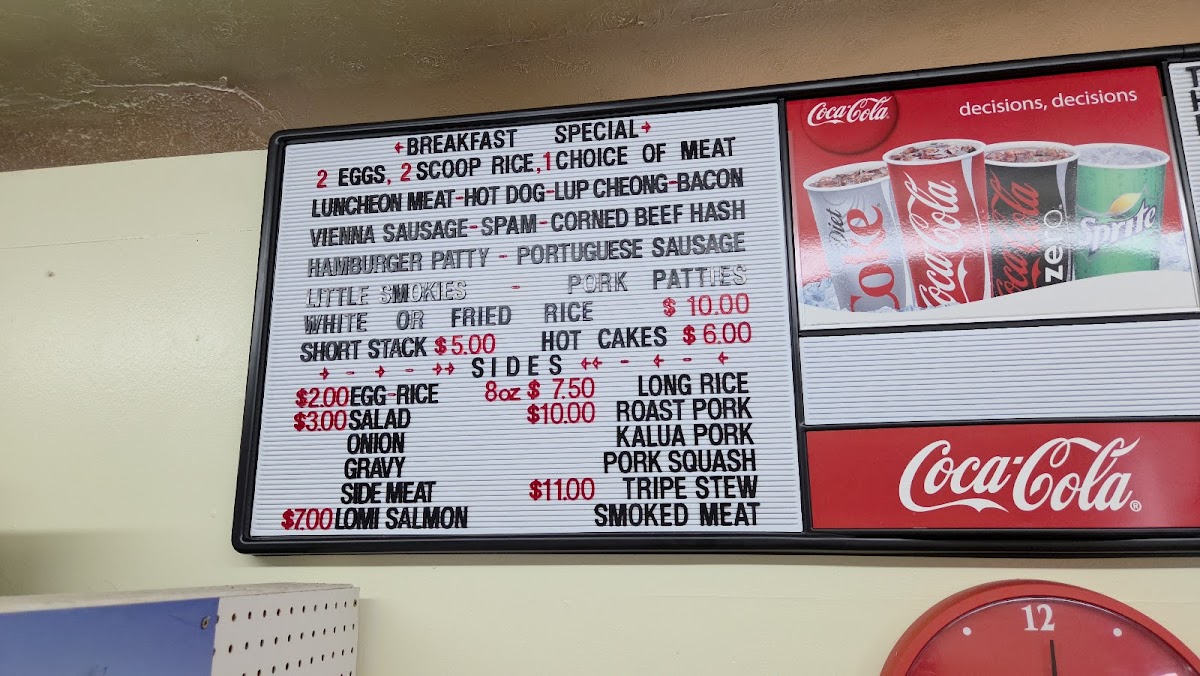 BREAKFAST SPECIAL
2 EGGS, 2 SCOOP RICE, 1 CHOICE OF MEAT
LUNCHEON MEAT-HOT DOG-LUP CHEONG-BACON
VIENNA SAUSAGE-SPAM-CORNED BEEF HASH
HAMBURGER PATTY - PORTUGUESE SAUSAGE
LITTLE SMOKIES - PORK PATTIES
WHITE OR FRIED RICE $ 10.00
SHORT STACK $5.00 HOT CAKES $6.00
SIDES
$2.00 EGG-RICE 8oz $ 7.50 LONG RICE
$3.00 SALAD $10.00 ROAST PORK
ONION KALUA PORK
GRAVY PORK SQUASH
SIDE MEAT $11.00 TRIPE STEW
$7.00 LOMI SALMON SMOKED MEAT
Coca-Cola
decisions, decisions
Diet Coke
Coca-Cola
Coca-Cola zero
Sprite
Coca-Cola®
12